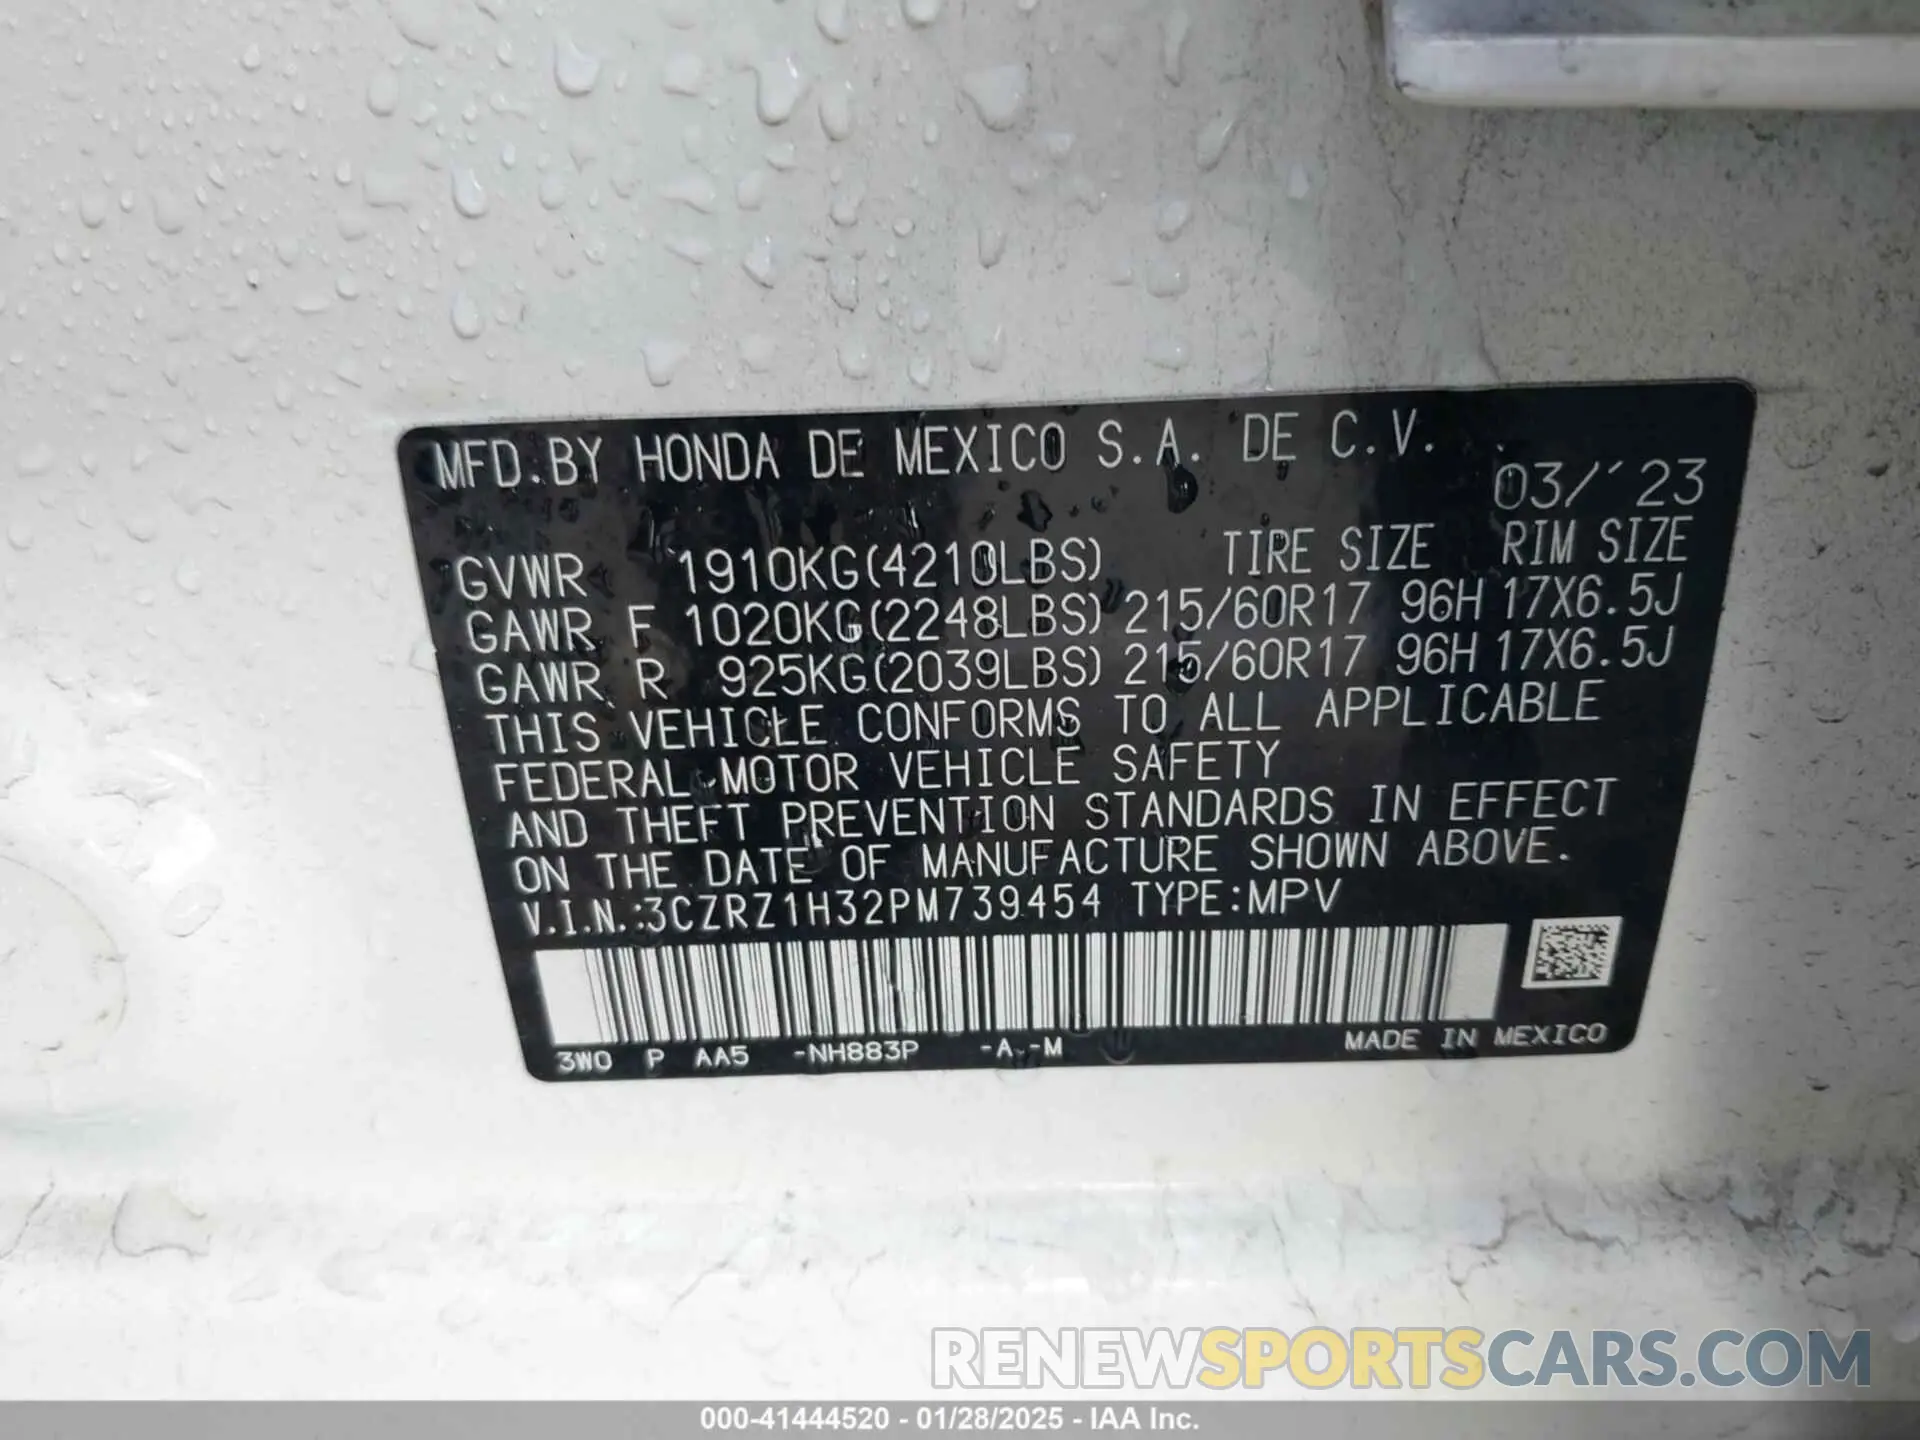 MFD.BY HONDA DE MEXICO S.A. DE C.V.
03/'23
GVWR 1910KG(4210LBS) TIRE SIZE RIM SIZE
GAWR F 1020KG(2248LBS) 215/60R17 96H 17X6.5J
GAWR R 925KG(2039LBS) 215/60R17 96H 17X6.5J
THIS VEHICLE CONFORMS TO ALL APPLICABLE
FEDERAL MOTOR VEHICLE SAFETY
AND THEFT PREVENTION STANDARDS IN EFFECT
ON THE DATE OF MANUFACTURE SHOWN ABOVE.
V.I.N.:3CZRZ1H32PM739454 TYPE:MPV
3W0 P AA5 -NH883P -A -M MADE IN MEXICO
RENEWSPORTSCARS.COM
000-41444520 - 01/28/2025 - IAA Inc.